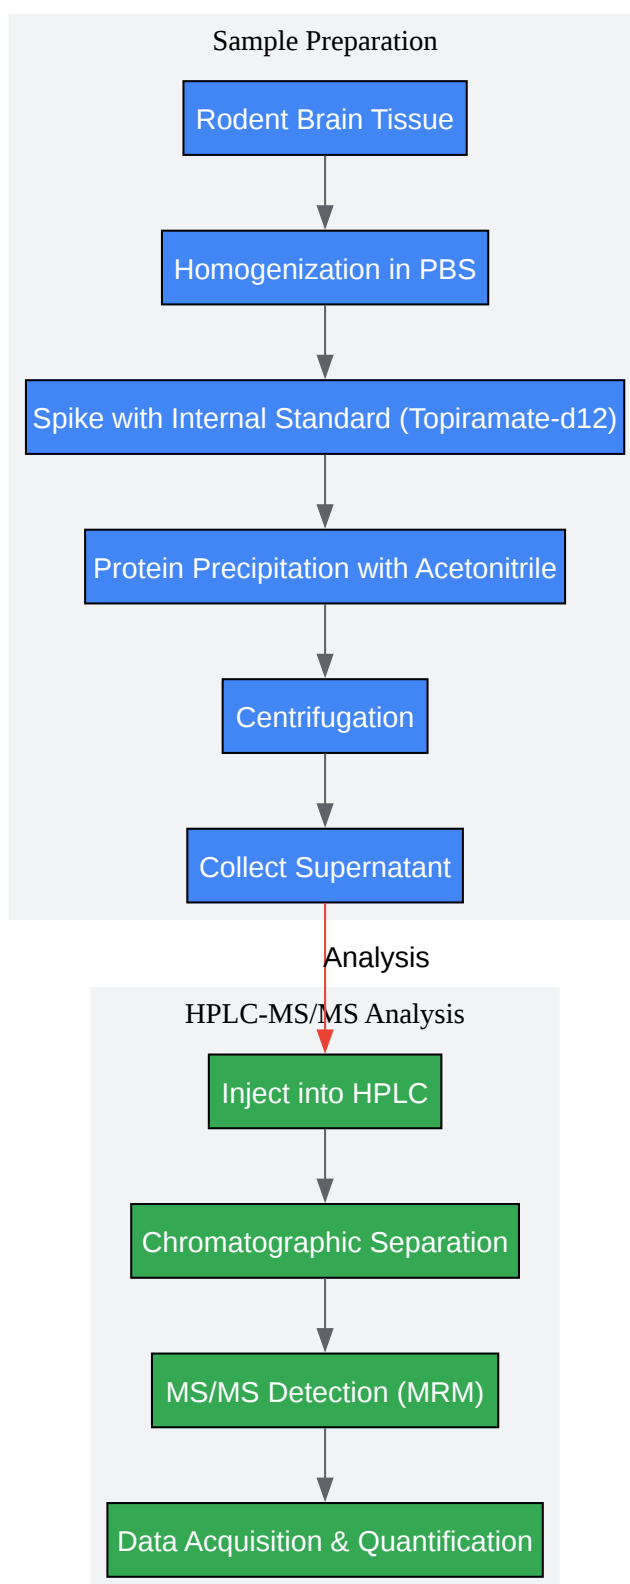 Sample Preparation
Rodent Brain Tissue
Homogenization in PBS
Spike with Internal Standard (Topiramate-d12)
Protein Precipitation with Acetonitrile
Centrifugation
Collect Supernatant
Analysis
HPLC-MS/MS Analysis
Inject into HPLC
Chromatographic Separation
MS/MS Detection (MRM)
Data Acquisition & Quantification